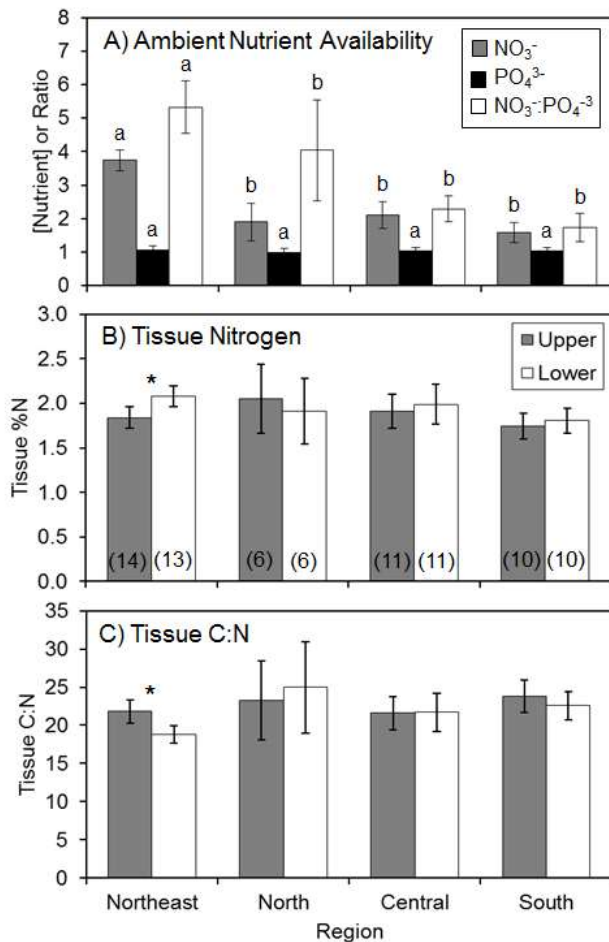 A) Ambient Nutrient Availability
NO₃⁻
PO₄³⁻
NO₃⁻:PO₄⁻³
[Nutrient] or Ratio
8
7
6
5
4
3
2
1
0
a a a
b a b
b a b
b a b
B) Tissue Nitrogen
Upper
Lower
Tissue %N
3.0
2.5
2.0
1.5
1.0
0.5
0.0
*
(14) (13) (6) (6) (11) (11) (10) (10)
C) Tissue C:N
Tissue C:N
35
30
25
20
15
10
5
0
*
Northeast North Central South
Region